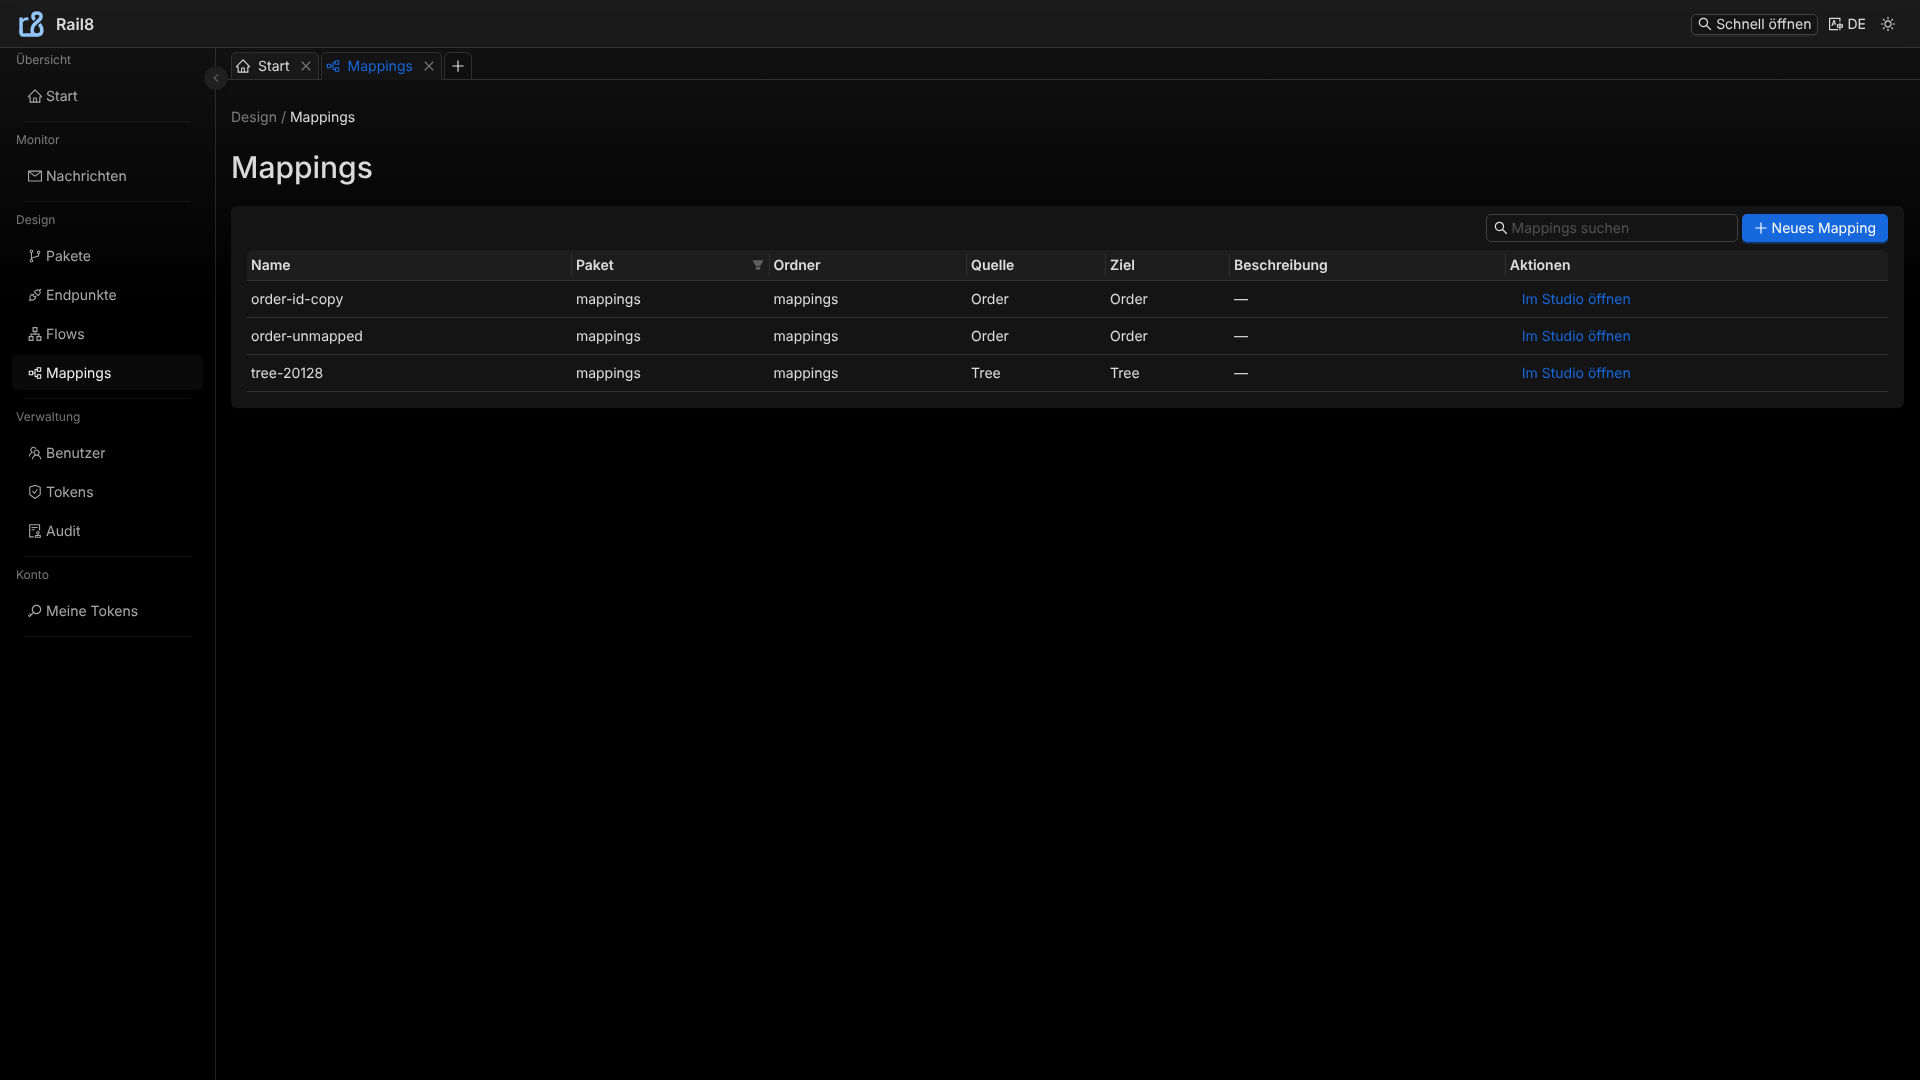 Rail8
Schnell öffnen
DE
Übersicht
Start
Monitor
Nachrichten
Design
Pakete
Endpunkte
Flows
Mappings
Verwaltung
Benutzer
Tokens
Audit
Konto
Meine Tokens
Start Mappings
Design / Mappings
Mappings
Mappings suchen
Neues Mapping
Name Paket Ordner Quelle Ziel Beschreibung Aktionen
order-id-copy mappings mappings Order Order — Im Studio öffnen
order-unmapped mappings mappings Order Order — Im Studio öffnen
tree-20128 mappings mappings Tree Tree — Im Studio öffnen